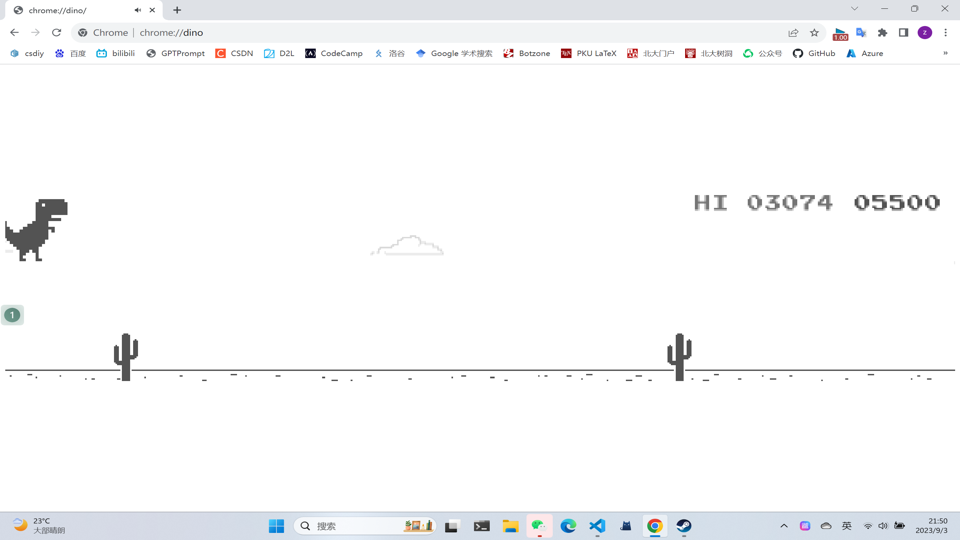 chrome://dino/
Chrome | chrome://dino
1.00
z
csdiy 百度 bilibili GPTPrompt CSDN D2L CodeCamp 洛谷 Google 学术搜索 Botzone PKU LaTeX 北大门户 北大树洞 公众号 GitHub Azure »
HI 03074 05500
1
23°C
大部晴朗
搜索
英
21:50
2023/9/3